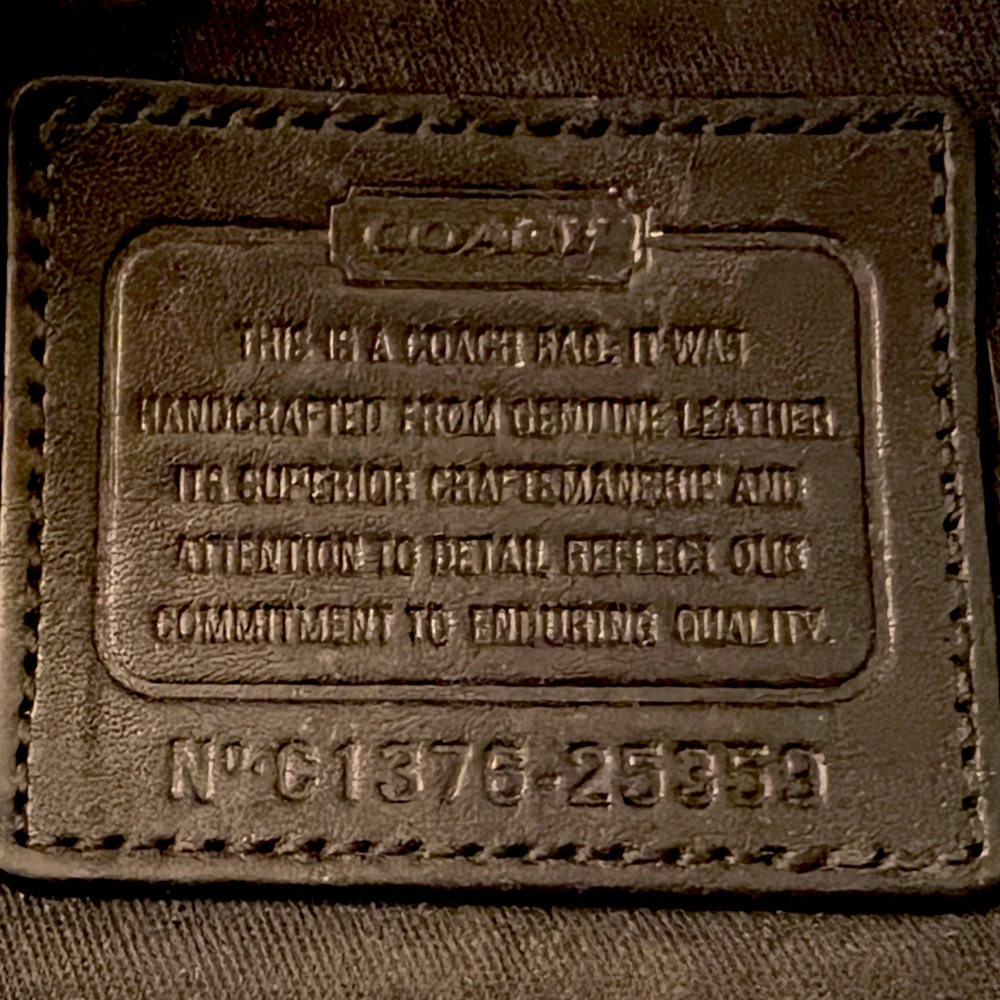 COACH
THIS IS A COACH BAG. IT WAS
HANDCRAFTED FROM GENUINE LEATHER.
ITS SUPERIOR CRAFTSMANSHIP AND
ATTENTION TO DETAIL REFLECT OUR
COMMITMENT TO ENDURING QUALITY.
Nº C1376-25353